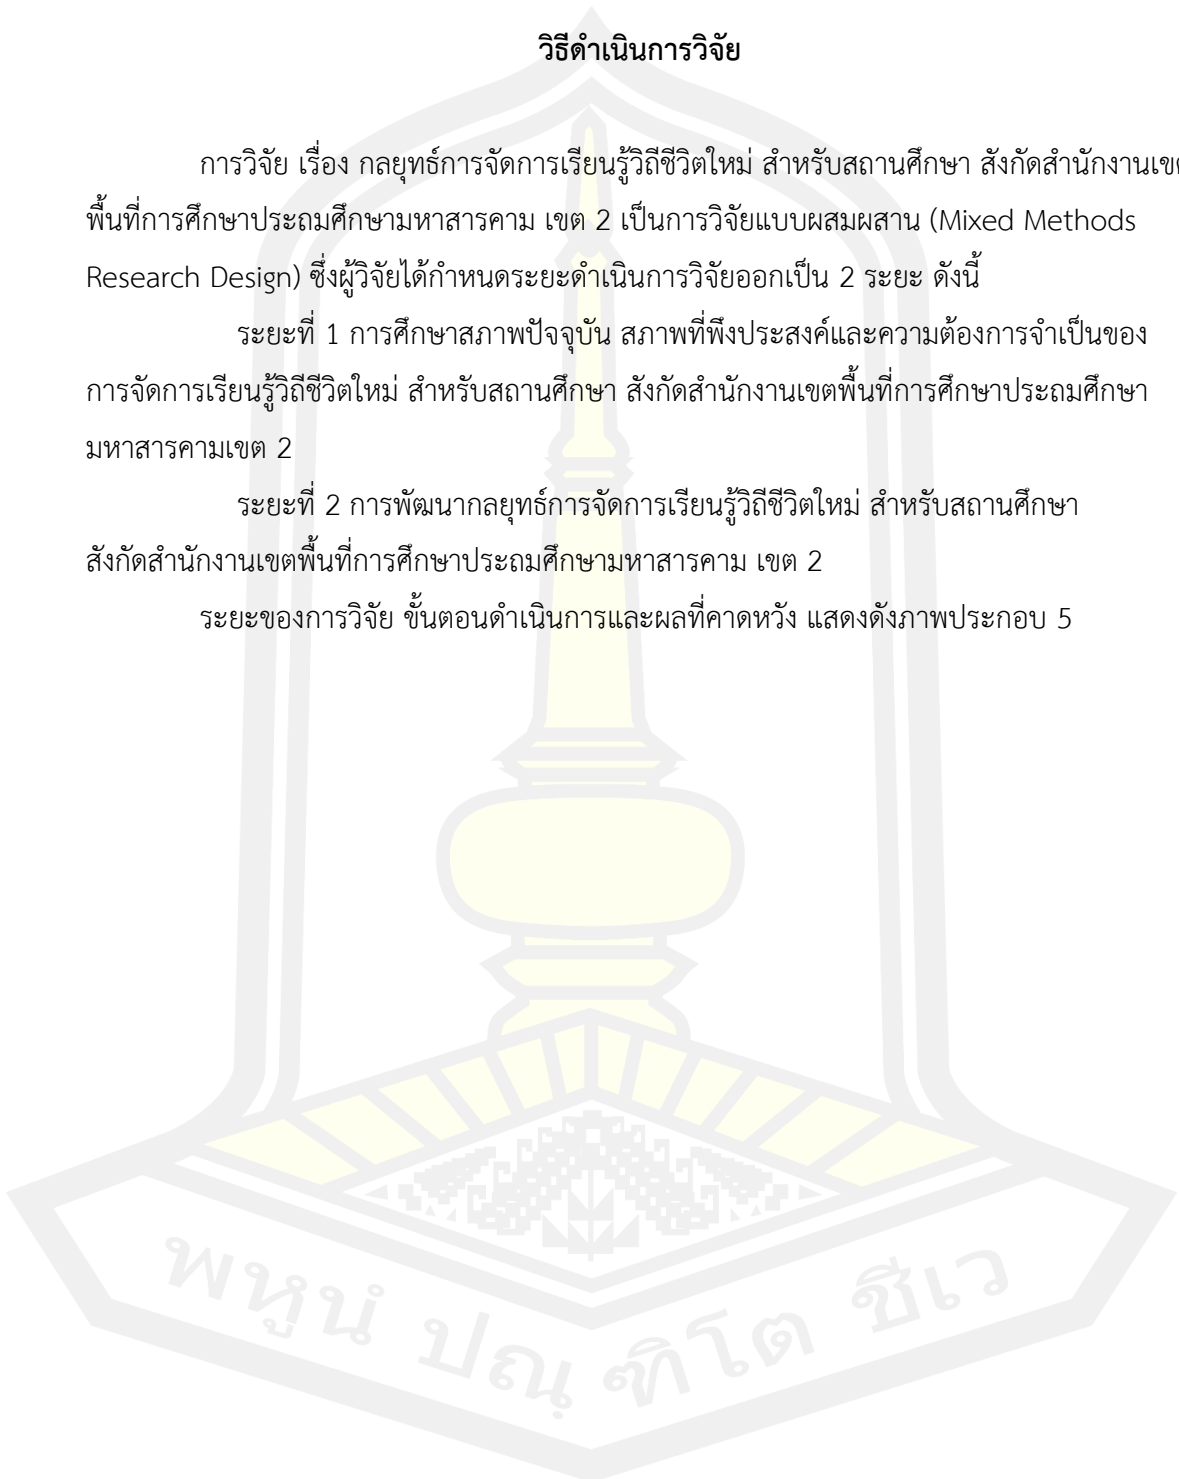 วิธีดำเนินการวิจัย
การวิจัย เรื่อง กลยุทธ์การจัดการเรียนรู้วิถีชีวิตใหม่ สำหรับสถานศึกษา สังกัดสำนักงานเขต
พื้นที่การศึกษาประถมศึกษามหาสารคาม เขต 2 เป็นการวิจัยแบบผสมผสาน (Mixed Methods
Research Design) ซึ่งผู้วิจัยได้กำหนดระยะดำเนินการวิจัยออกเป็น 2 ระยะ ดังนี้
ระยะที่ 1 การศึกษาสภาพปัจจุบัน สภาพที่พึงประสงค์และความต้องการจำเป็นของ
การจัดการเรียนรู้วิถีชีวิตใหม่ สำหรับสถานศึกษา สังกัดสำนักงานเขตพื้นที่การศึกษาประถมศึกษา
มหาสารคามเขต 2
ระยะที่ 2 การพัฒนากลยุทธ์การจัดการเรียนรู้วิถีชีวิตใหม่ สำหรับสถานศึกษา
สังกัดสำนักงานเขตพื้นที่การศึกษาประถมศึกษามหาสารคาม เขต 2
ระยะของการวิจัย ขั้นตอนดำเนินการและผลที่คาดหวัง แสดงดังภาพประกอบ 5
พหูนํ ปณฺฑิโต ชีเว